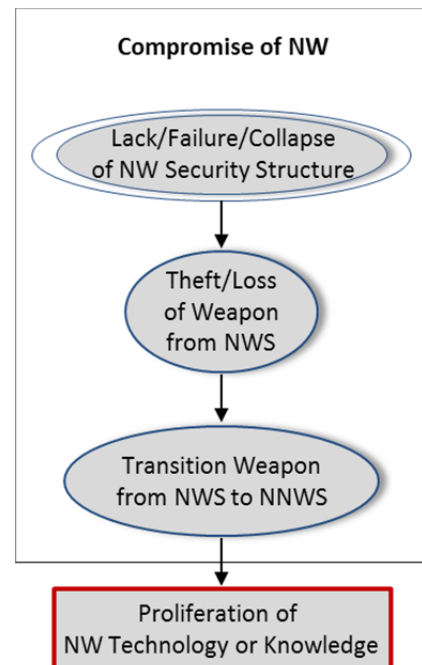 Compromise of NW
Lack/Failure/Collapse
of NW Security Structure
Theft/Loss
of Weapon
from NWS
Transition Weapon
from NWS to NNWS
Proliferation of
NW Technology or Knowledge